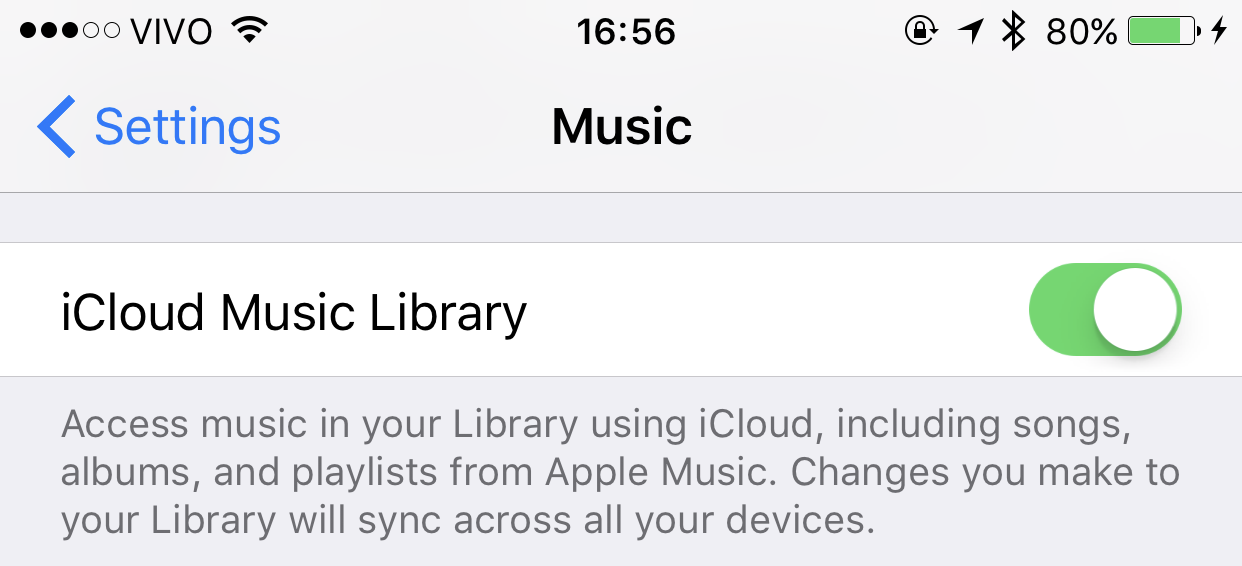 VIVO 16:56 80%
Settings Music
iCloud Music Library
Access music in your Library using iCloud, including songs,
albums, and playlists from Apple Music. Changes you make to
your Library will sync across all your devices.